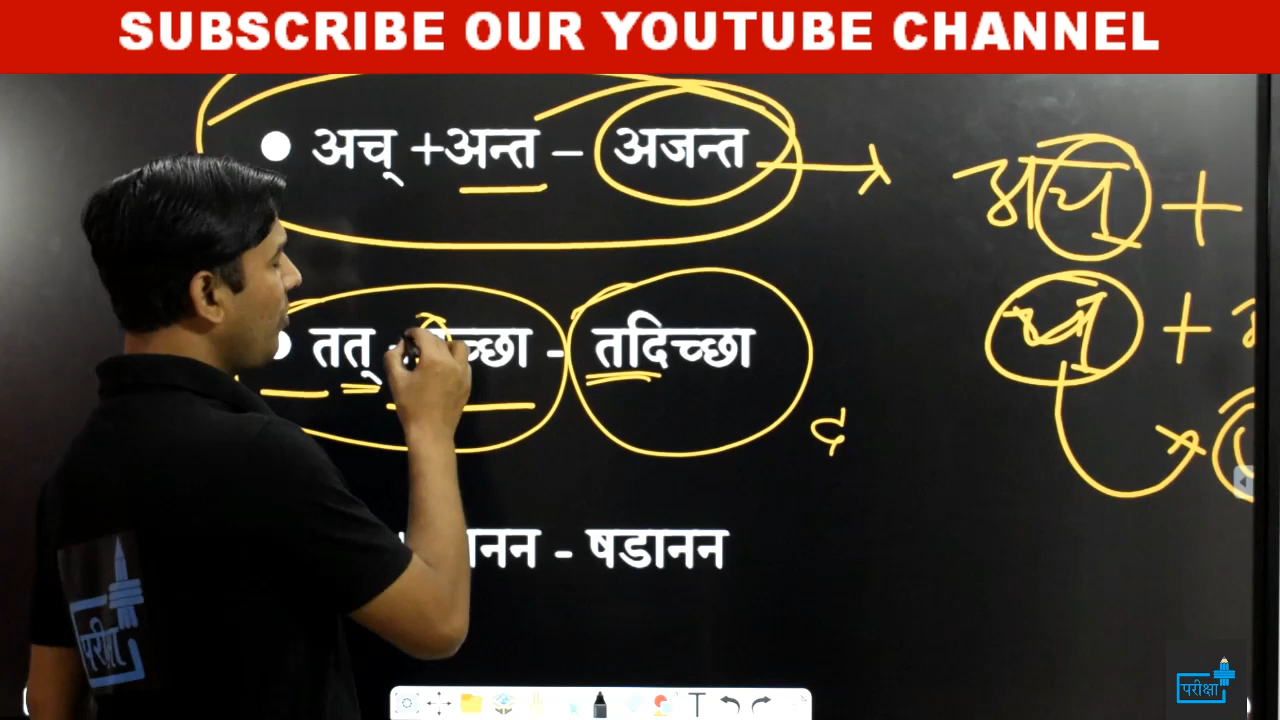 SUBSCRIBE OUR YOUTUBE CHANNEL
• अच् +अन्त – अजन्त
अच् +
तत् च्छा - तदिच्छा
च् +
द
नन - षडानन
परीक्षा
परीक्षा